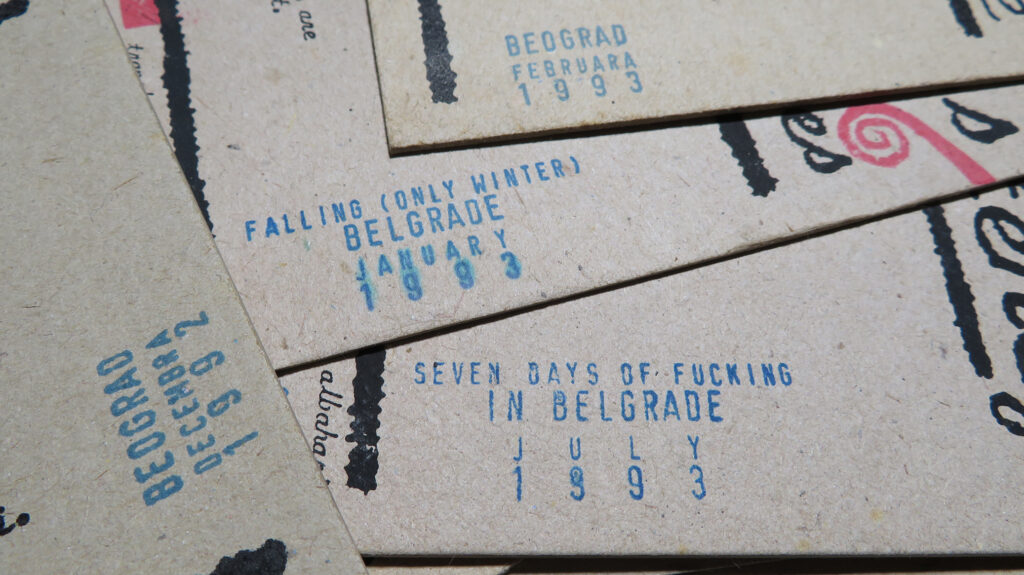 are
t.
BEOGRAD
FEBRUARA
1993
FALLING (ONLY WINTER)
BELGRADE
JANUARY
1993
SEVEN DAYS OF FUCKING
IN BELGRADE
JULY
1993
BEOGRAD
DECEMBRA
1992